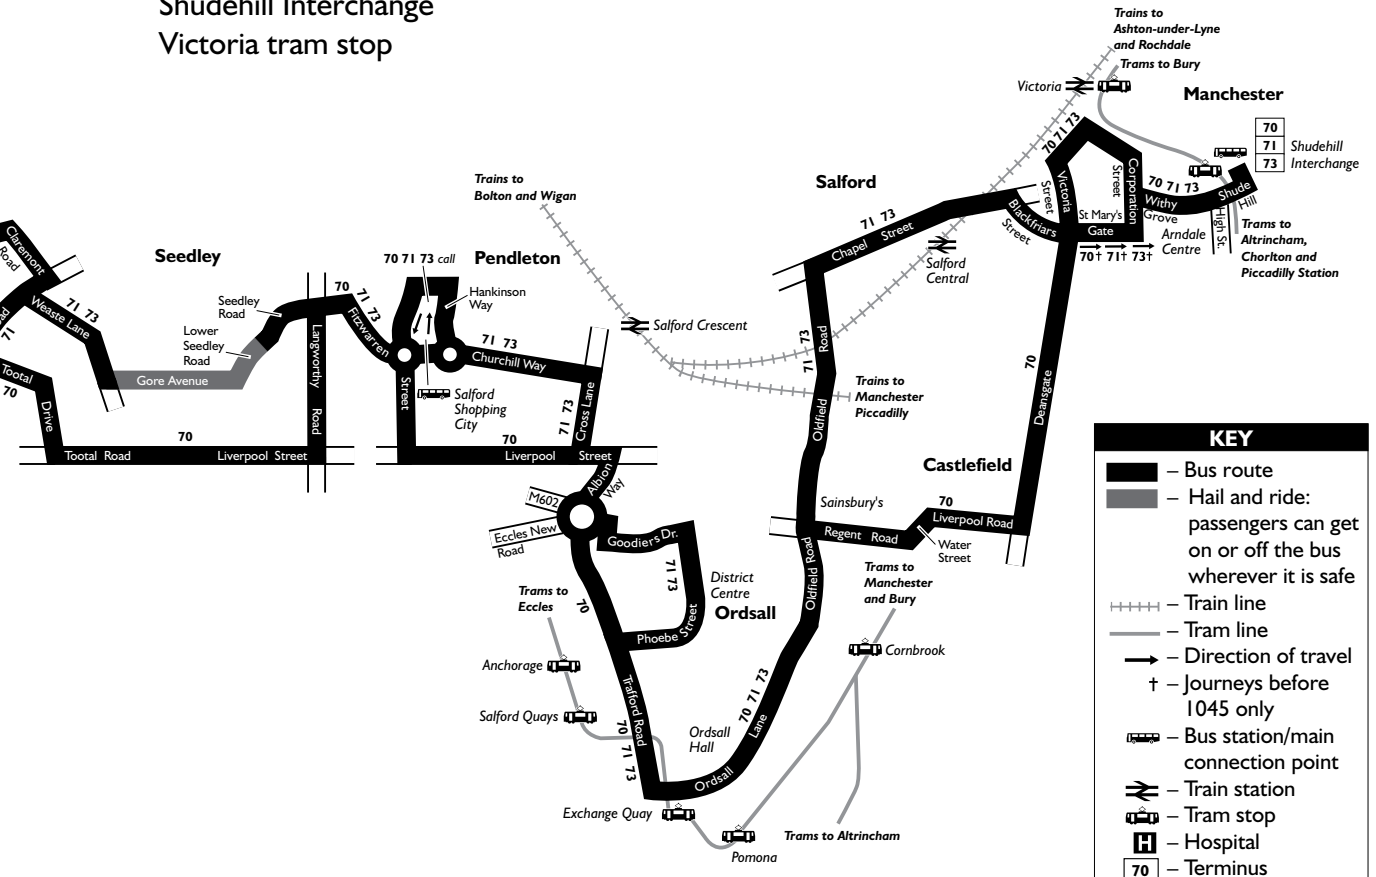 Shudehill Interchange
Victoria tram stop
Trains to
Ashton-under-Lyne
and Rochdale
Trams to Bury
Victoria
Manchester
70
71
73
Shudehill
Interchange
70 71 73
Victoria
Street
Corporation
Street
70 71 73
Withy
Grove
Shude
Hill
High St.
St Mary's
Gate
Arndale
Centre
70† 71† 73†
Trams to
Altrincham,
Chorlton and
Piccadilly Station
Salford
71 73
Chapel Street
Blackfriars
Street
Salford
Central
Trains to
Bolton and Wigan
Salford Crescent
Trains to
Manchester
Piccadilly
Claremont
Road
Weaste Lane
71 73
71
Tootal
70
Drive
Seedley
Seedley
Road
Lower
Seedley
Road
Gore Avenue
70 71 73
Fitzwarren
Street
Langworthy
Road
70
Tootal Road
Liverpool Street
70 71 73 call
Pendleton
Hankinson
Way
71 73
Churchill Way
Salford
Shopping
City
71 73
Cross Lane
70
Liverpool Street
Albion
Way
M602
Eccles New
Road
Goodiers Dr.
71 73
District
Centre
Ordsall
Phoebe Street
70
Trams to
Eccles
Anchorage
Salford Quays
Trafford Road
70 71 73
Exchange Quay
Pomona
Ordsall
Hall
Ordsall Lane
70 71 73
Trams to Altrincham
Cornbrook
Trams to
Manchester
and Bury
71 73
Oldfield Road
Oldfield Road
Sainsbury's
Regent Road
Castlefield
70
Liverpool Road
Water
Street
70
Deansgate
KEY
– Bus route
– Hail and ride:
passengers can get
on or off the bus
wherever it is safe
– Train line
– Tram line
– Direction of travel
† – Journeys before
1045 only
– Bus station/main
connection point
– Train station
– Tram stop
H – Hospital
70 – Terminus